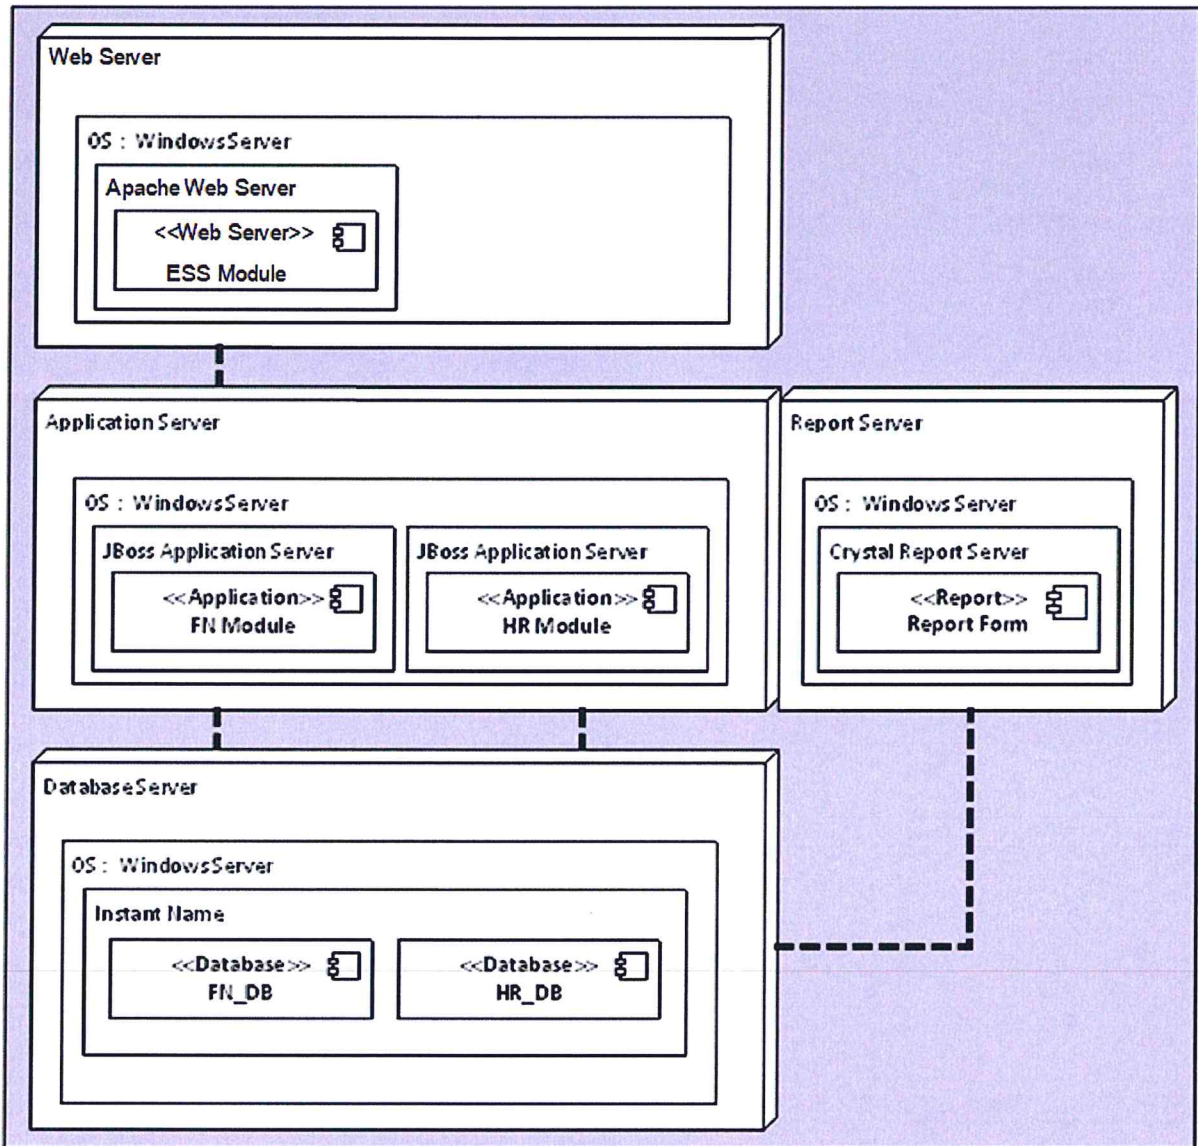 Web Server
OS : WindowsServer
Apache Web Server
<<Web Server>>
ESS Module
Application Server
OS : WindowsServer
JBoss Application Server
<<Application>>
FN Module
JBoss Application Server
<<Application>>
HR Module
Report Server
OS : Windows Server
Crystal Report Server
<<Report>>
Report Form
DatabaseServer
OS : WindowsServer
Instant Name
<<Database>>
FN_DB
<<Database>>
HR_DB